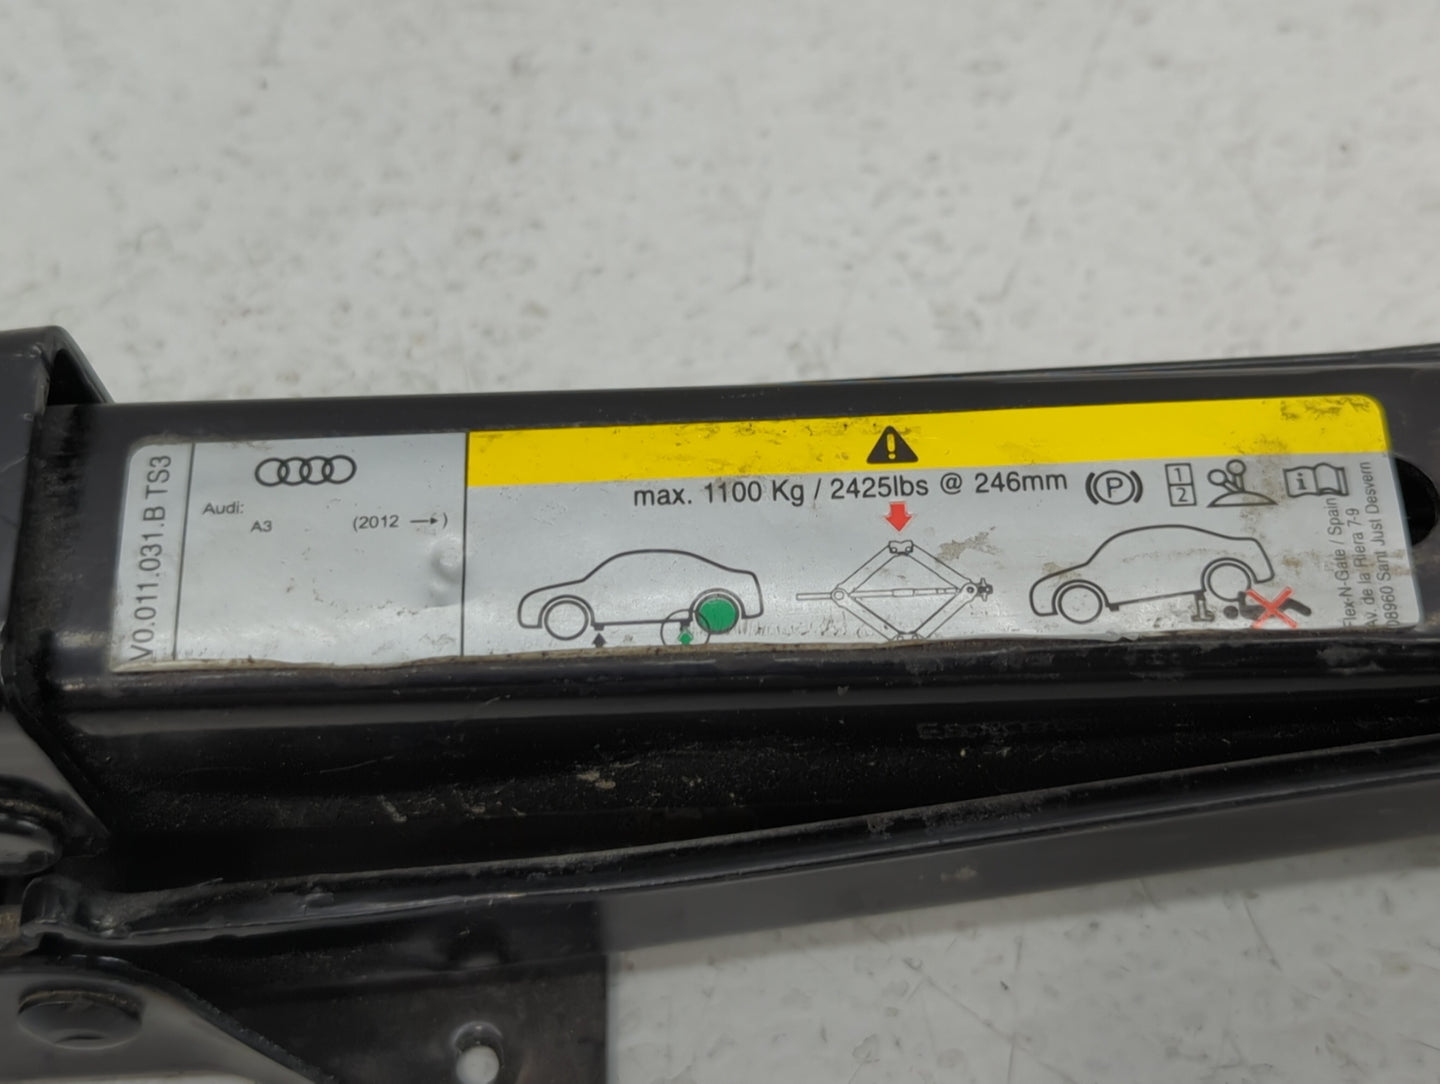 V0.011.031.B TS3
Audi:
A3 (2012 →)
max. 1100 Kg / 2425lbs @ 246mm
P
1
2
i
Flex-N-Gate / Spain
Av de la Riera 7-9
08960 Sant Just Desvern